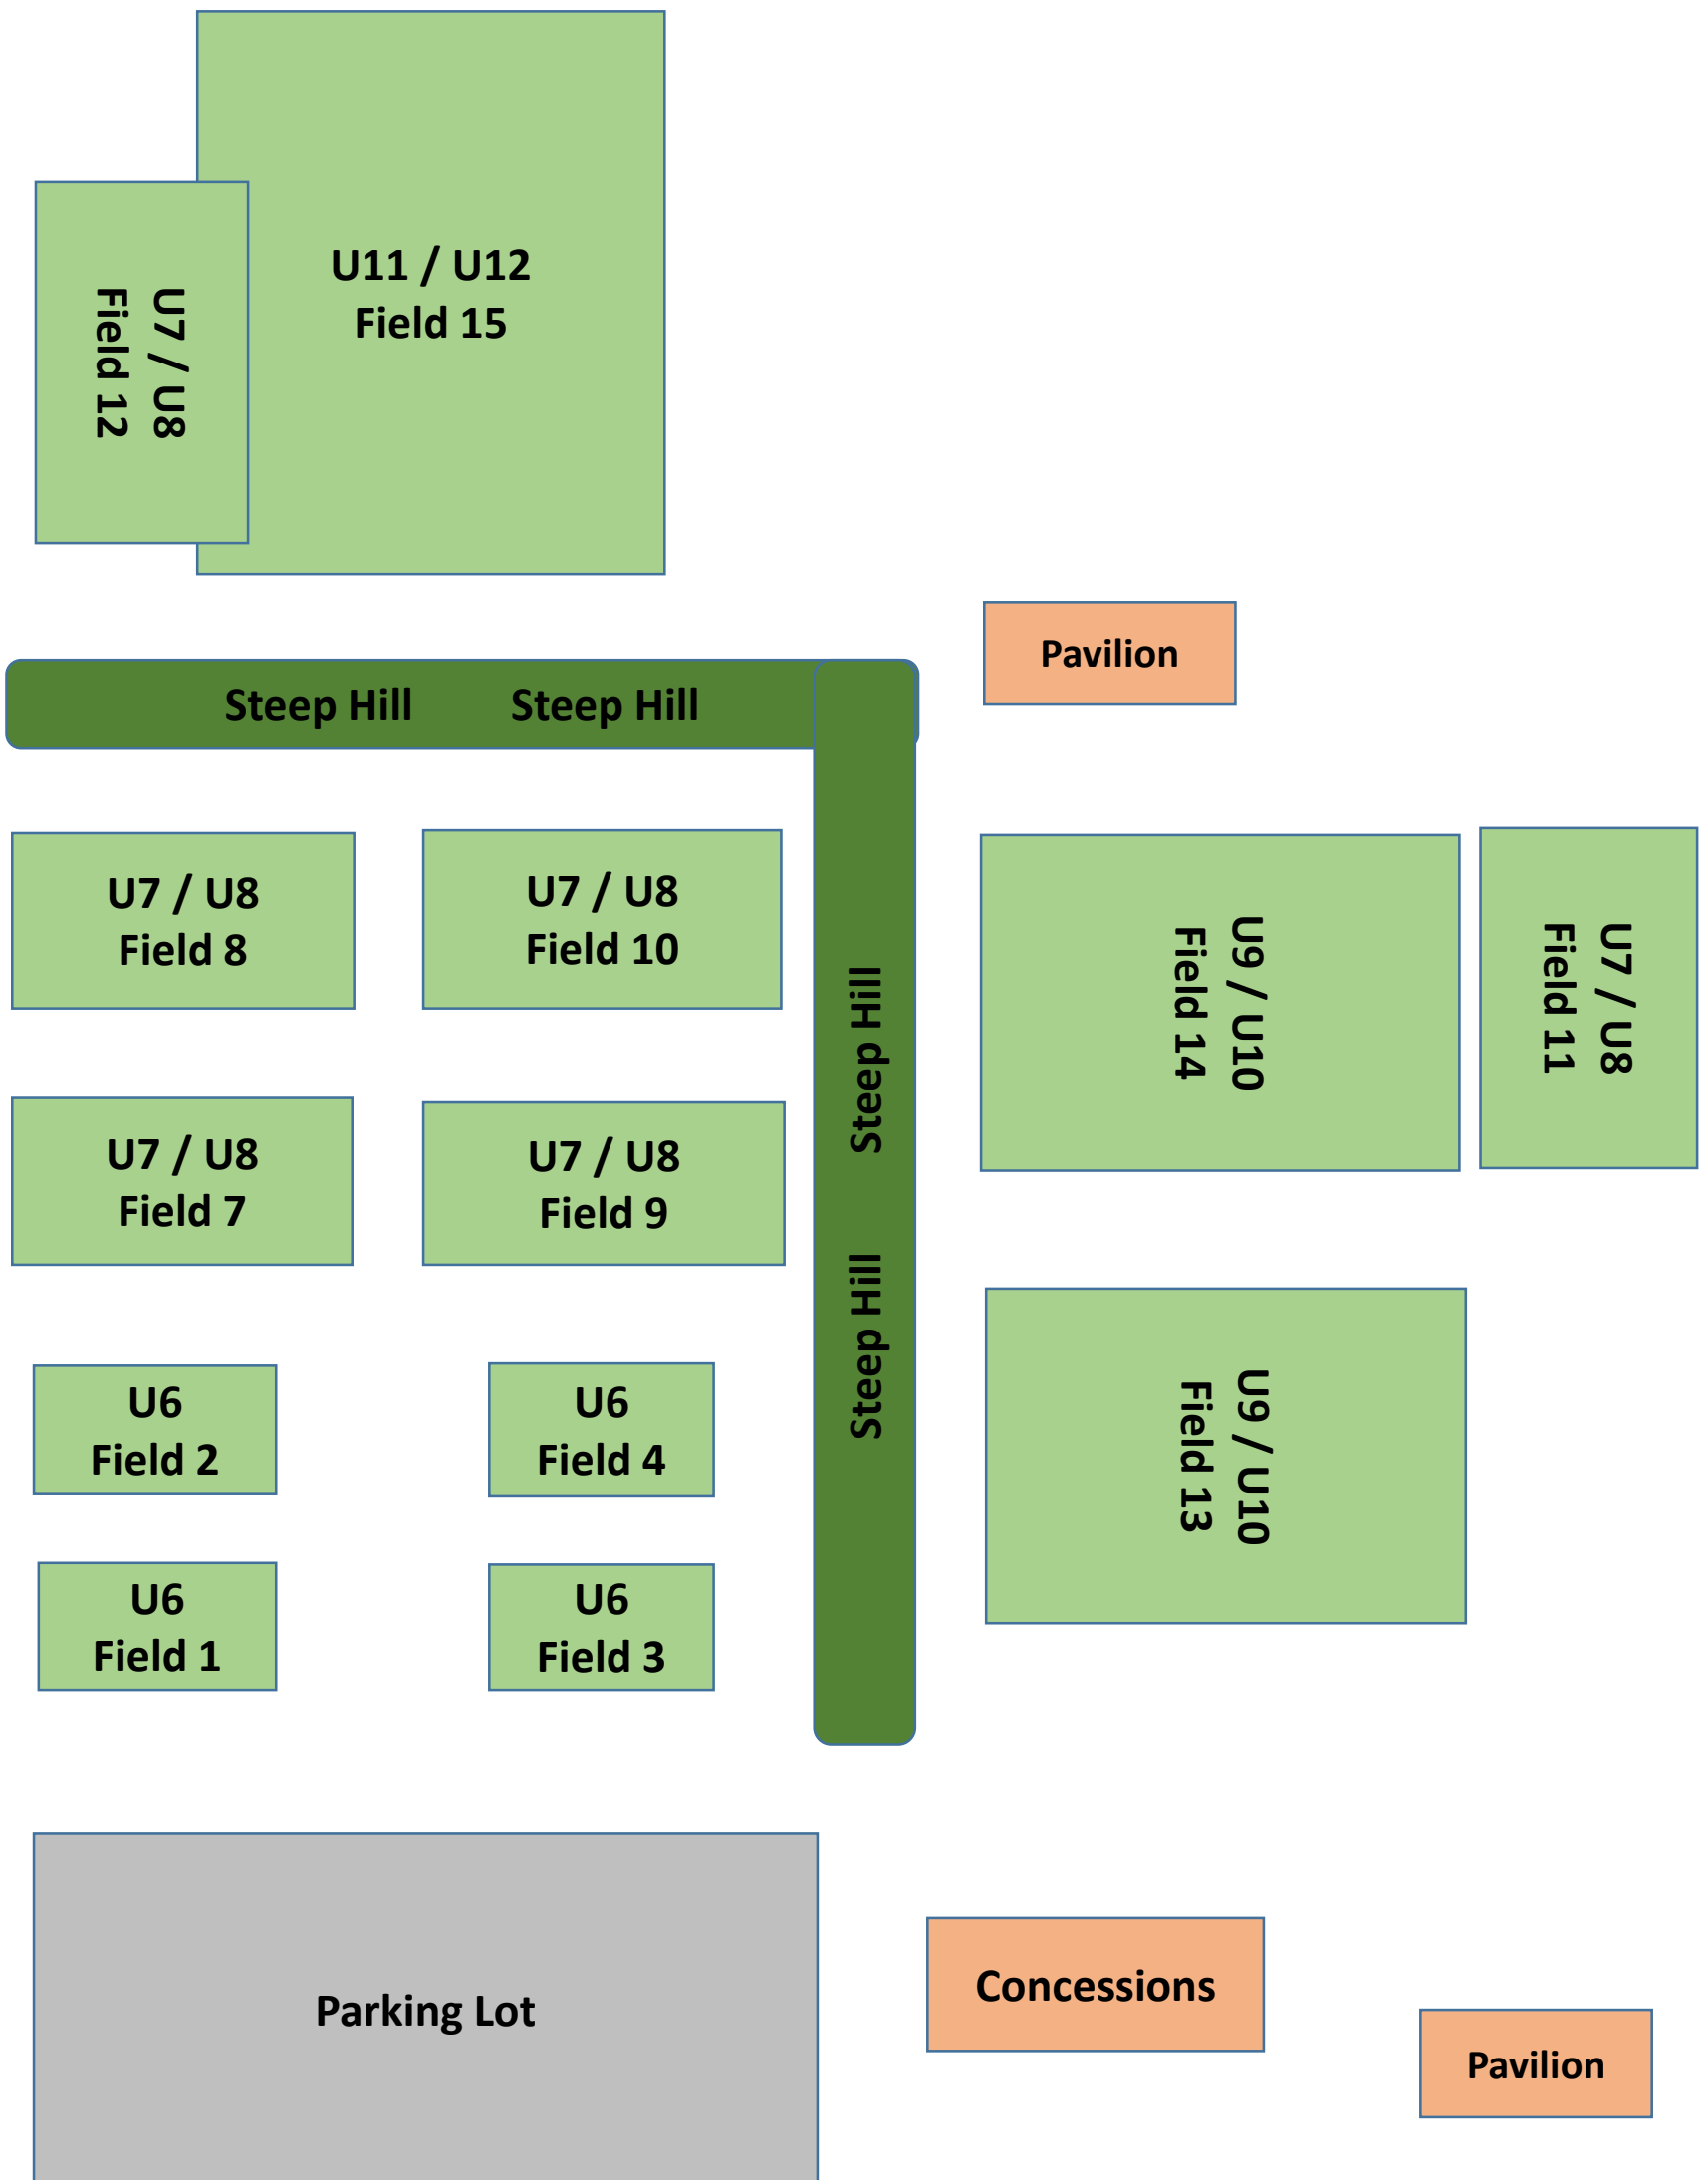 U11 / U12
Field 15
U7 / U8
Field 12
Pavilion
Steep Hill
Steep Hill
U7 / U8
Field 8
U7 / U8
Field 10
Steep Hill
Steep Hill
U9 / U10
Field 14
U7 / U8
Field 11
U7 / U8
Field 7
U7 / U8
Field 9
U9 / U10
Field 13
U6
Field 2
U6
Field 4
U6
Field 1
U6
Field 3
Parking Lot
Concessions
Pavilion